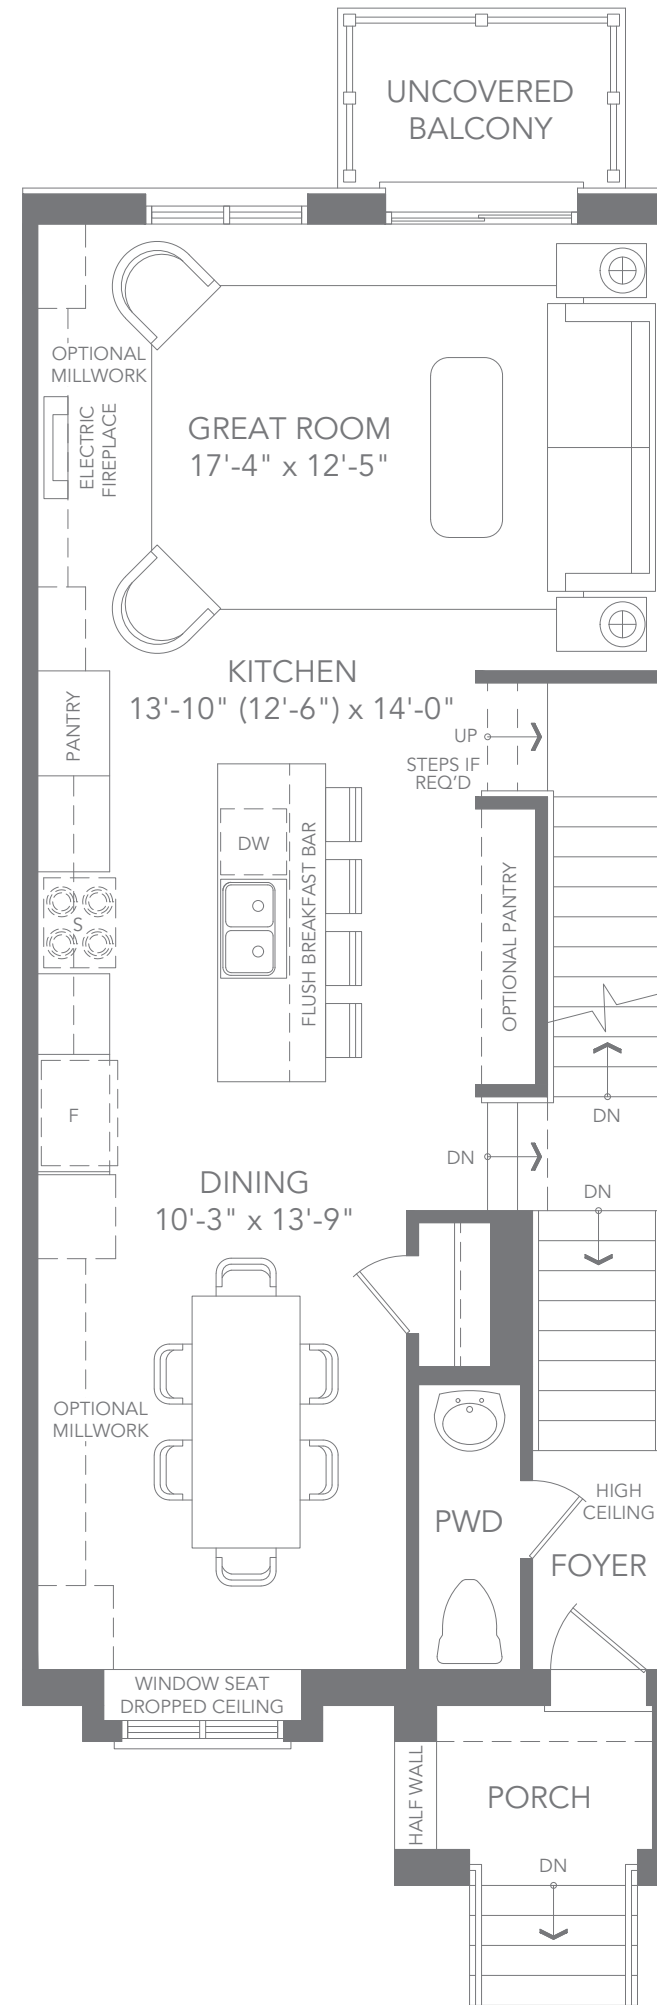 UNCOVERED
BALCONY
OPTIONAL
MILLWORK
ELECTRIC
FIREPLACE
GREAT ROOM
17'-4" x 12'-5"
KITCHEN
13'-10" (12'-6") x 14'-0"
PANTRY
UP
STEPS IF
REQ'D
DW
FLUSH BREAKFAST BAR
S
OPTIONAL PANTRY
F
DN
DN
DINING
10'-3" x 13'-9"
DN
OPTIONAL
MILLWORK
HIGH
CEILING
PWD
FOYER
WINDOW SEAT
DROPPED CEILING
HALF WALL
PORCH
DN